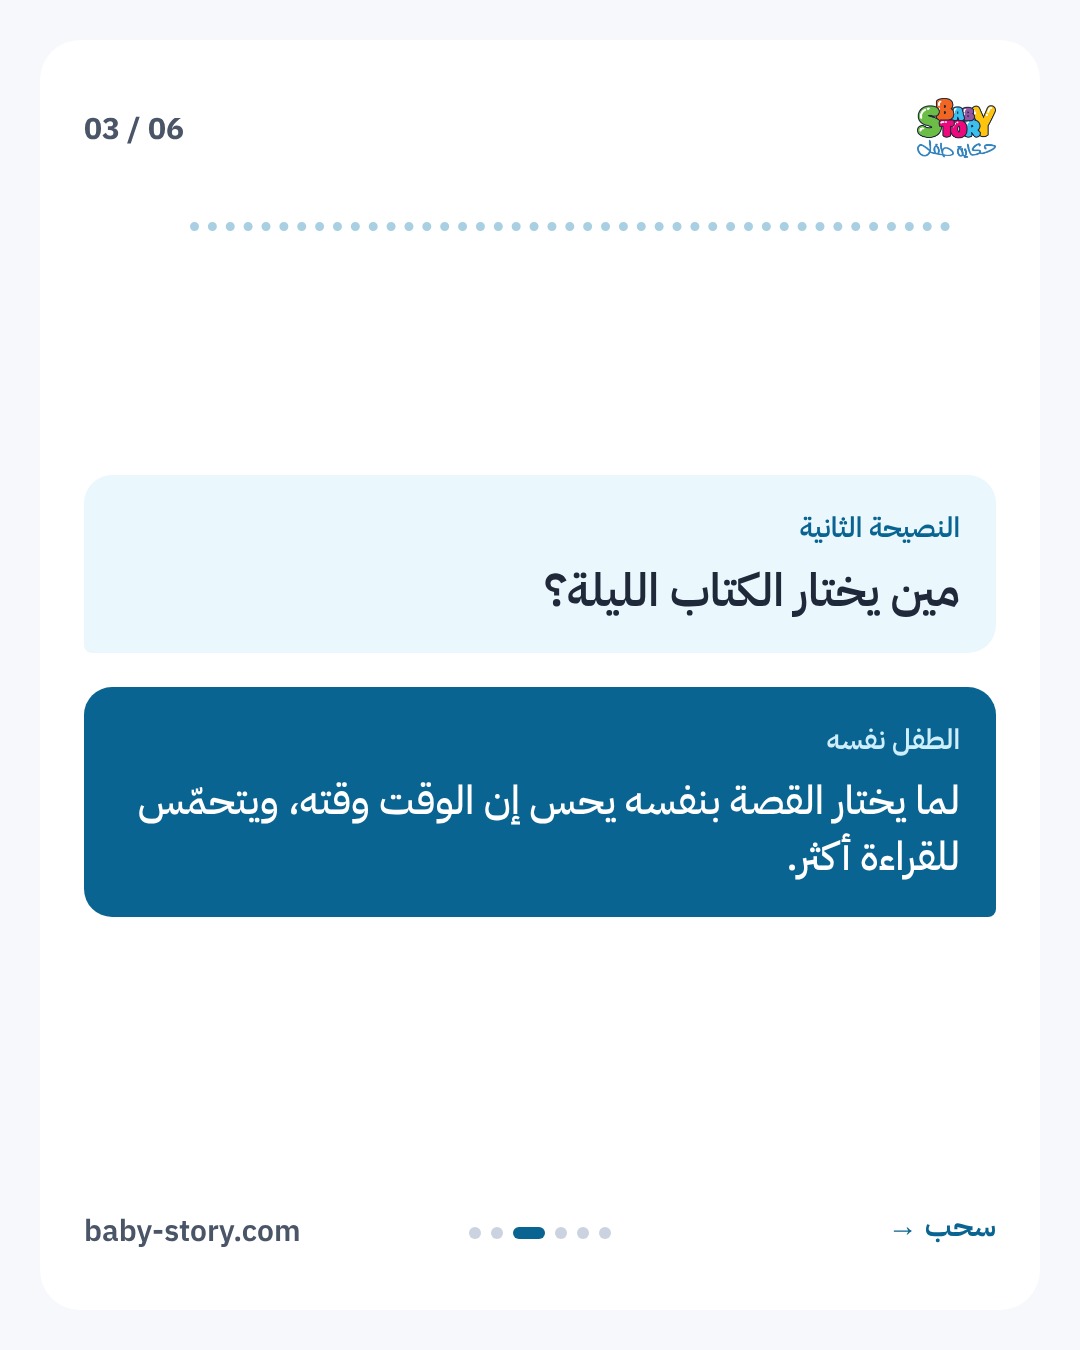 03 / 06
BABY
STORY
حكاية طفل
النصيحة الثانية
مين يختار الكتاب الليلة؟
الطفل نفسه
لما يختار القصة بنفسه يحس إن الوقت وقته، ويتحمّس
للقراءة أكثر.
سحب →
baby-story.com